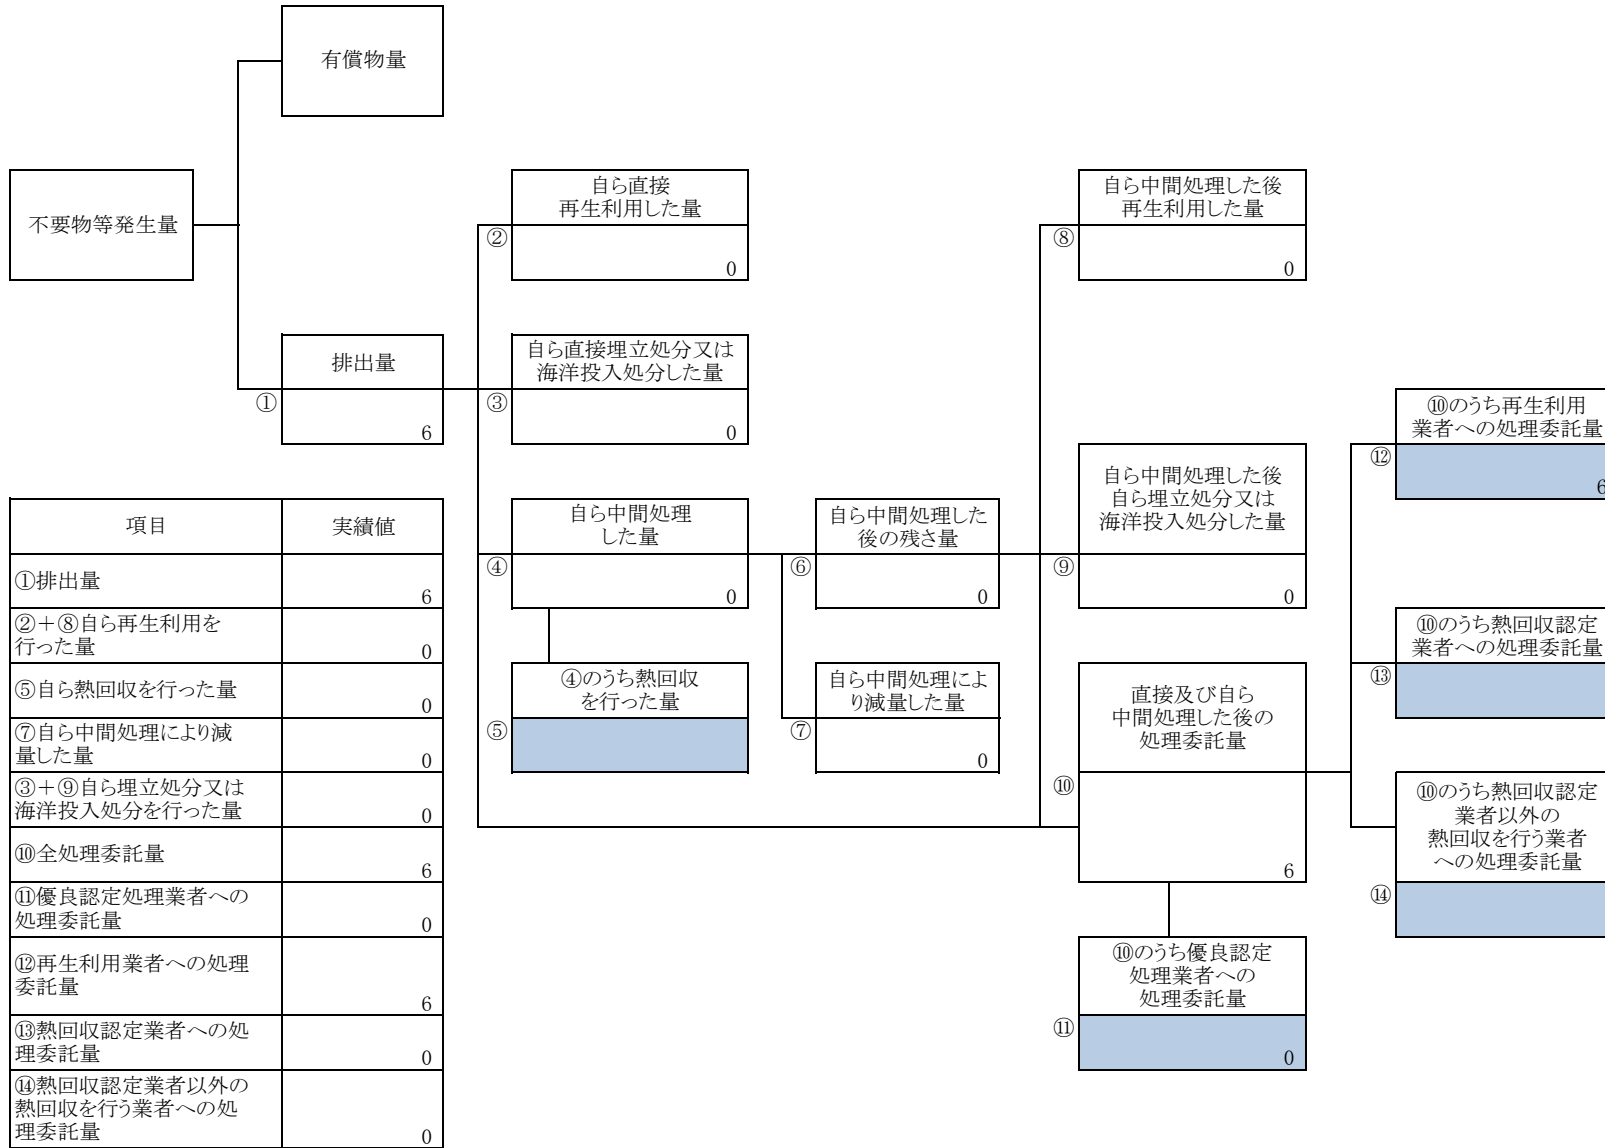 有償物量
不要物等発生量
自ら直接
再生利用した量
②
0
自ら中間処理した後
再生利用した量
⑧
0
排出量
①
6
自ら直接埋立処分又は
海洋投入処分した量
③
0
⑩のうち再生利用
業者への処理委託量
⑫
6
自ら中間処理
した量
④
0
自ら中間処理した
後の残さ量
⑥
0
自ら中間処理した後
自ら埋立処分又は
海洋投入処分した量
⑨
0
⑩のうち熱回収認定
業者への処理委託量
⑬
④のうち熱回収
を行った量
⑤
自ら中間処理によ
り減量した量
⑦
0
直接及び自ら
中間処理した後の
処理委託量
⑩
6
⑩のうち熱回収認定
業者以外の
熱回収を行う業者
への処理委託量
⑭
⑩のうち優良認定
処理業者への
処理委託量
⑪
0
項目 実績値
①排出量
6
②+⑧自ら再生利用を
行った量
0
⑤自ら熱回収を行った量
0
⑦自ら中間処理により減
量した量
0
③+⑨自ら埋立処分又は
海洋投入処分を行った量
0
⑩全処理委託量
6
⑪優良認定処理業者への
処理委託量
0
⑫再生利用業者への処理
委託量
6
⑬熱回収認定業者への処
理委託量
0
⑭熱回収認定業者以外の
熱回収を行う業者への処
理委託量
0